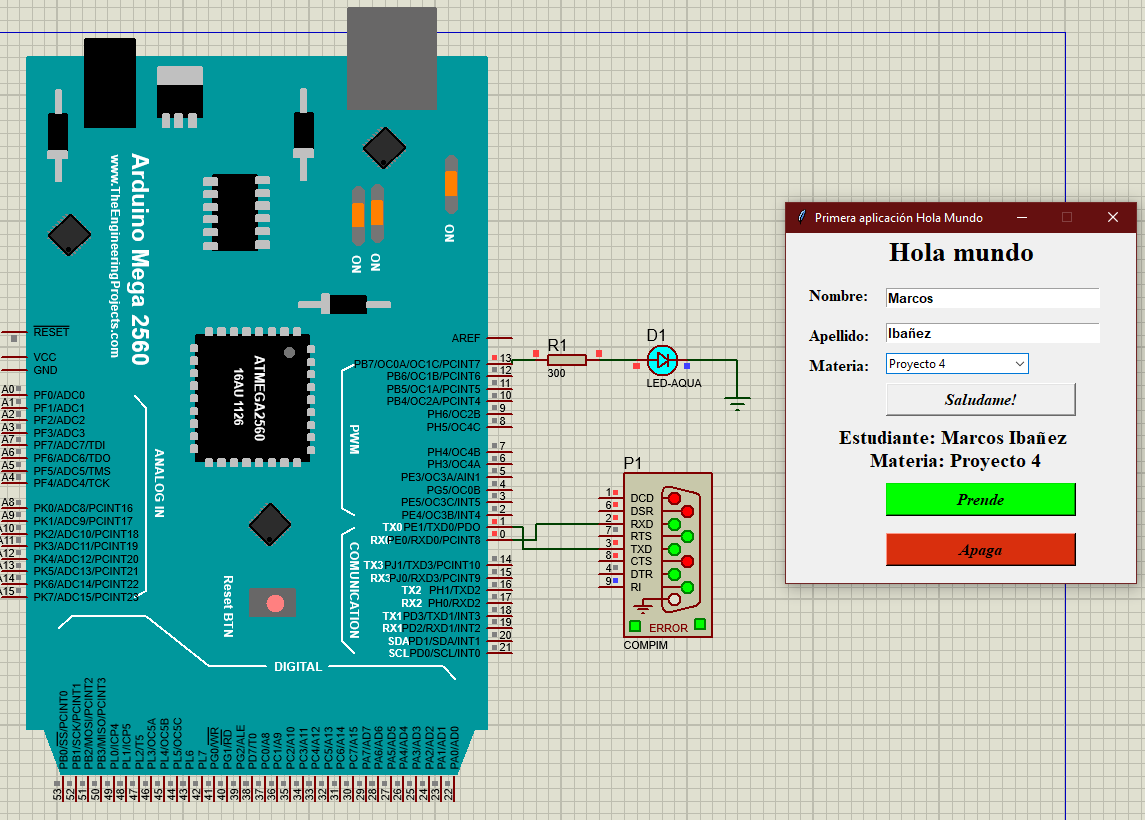 Arduino Mega 2560
www.TheEngineeringProjects.com
ON
ON
ON
ATMEGA2560
16AU 1126
RESET
VCC
GND
A0 PF0/ADC0
A1 PF1/ADC1
A2 PF2/ADC2
A3 PF3/ADC3
A7 PF7/TDI
A6 PF6/ADC6/TDO
A5 PF5/ADC5/TMS
A4 PF4/ADC4/TCK
A8 PK0/ADC8/PCINT16
A9 PK1/ADC9/PCINT17
A10 PK2/ADC10/PCINT18
A11 PK3/ADC11/PCINT19
A12 PK4/ADC12/PCINT20
A13 PK5/ADC13/PCINT21
A14 PK6/ADC14/PCINT22
A15 PK7/ADC15/PCINT23
ANALOG IN
AREF
PB7/OC0A/OC1C/PCINT7 13
PB6/OC1B/PCINT6 12
PB5/OC1A/PCINT5 11
PB4/OC2A/PCINT4 10
PH6/OC2B 9
PH5/OC4C 8
PH4/OC4B 7
PH3/OC4A 6
PE3/OC3A/AIN1 5
PG5/OC0B 4
PE5/OC3C/INT5 3
PE4/OC3B/INT4 2
PWM
TX0 PE1/TXD0/PDO 1
RX0 PE0/RXD0/PCINT8 0
TX3 PJ1/TXD3/PCINT10 14
RX3 PJ0/RXD3/PCINT9 15
TX2 PH1/TXD2 16
RX2 PH0/RXD2 17
TX1 PD3/TXD1/INT3 18
RX1 PD2/RXD1/INT2 19
SDA PD1/SDA/INT1 20
SCL PD0/SCL/INT0 21
COMUNICATION
Reset BTN
DIGITAL
PB0/SS/PCINT0 53
PB1/SCK/PCINT1 52
PB2/MOSI/PCINT2 51
PB3/MISO/PCINT3 50
PL0/ICP4 49
PL1/ICP5 48
PL2/T5 47
PL3/OC5A 46
PL4/OC5B 45
PL5/OC5C 44
PL6 43
PL7 42
PG0/WR 41
PG1/RD 40
PG2/ALE 39
PD7/T0 38
PC0/A8 37
PC1/A9 36
PC2/A10 35
PC3/A11 34
PC4/A12 33
PC5/A13 32
PC6/A14 31
PC7/A15 30
PA7/AD7 29
PA6/AD6 28
PA5/AD5 27
PA4/AD4 26
PA3/AD3 25
PA2/AD2 24
PA1/AD1 23
PA0/AD0 22
R1
300
D1
LED-AQUA
P1
1 DCD
6 DSR
2 RXD
7 RTS
3 TXD
8 CTS
4 DTR
9 RI
ERROR
COMPIM
Primera aplicación Hola Mundo
Hola mundo
Nombre: Marcos
Apellido: Ibañez
Materia: Proyecto 4
Saludame!
Estudiante: Marcos Ibañez
Materia: Proyecto 4
Prende
Apaga